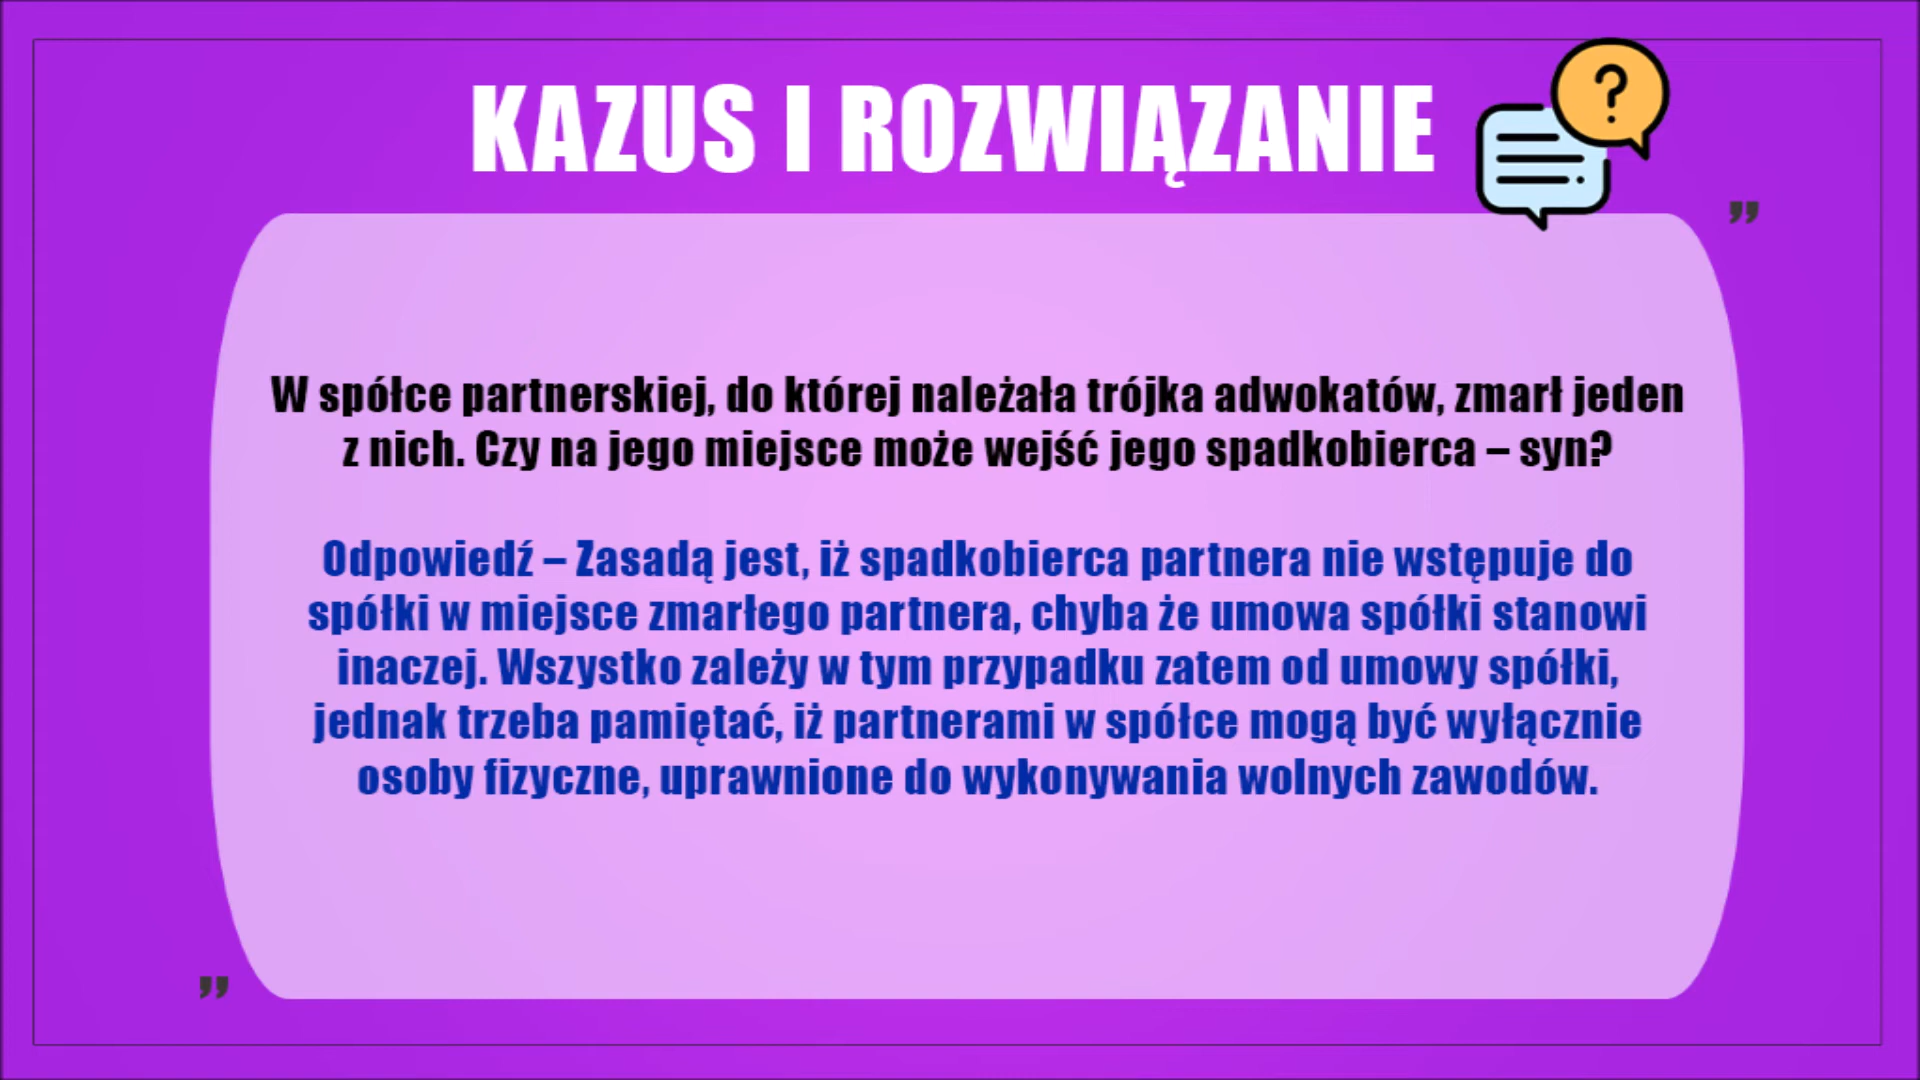 KAZUS I ROZWIĄZANIE
?
”
W spółce partnerskiej, do której należała trójka adwokatów, zmarł jeden
z nich. Czy na jego miejsce może wejść jego spadkobierca – syn?
Odpowiedź – Zasadą jest, iż spadkobierca partnera nie wstępuje do
spółki w miejsce zmarłego partnera, chyba że umowa spółki stanowi
inaczej. Wszystko zależy w tym przypadku zatem od umowy spółki,
jednak trzeba pamiętać, iż partnerami w spółce mogą być wyłącznie
osoby fizyczne, uprawnione do wykonywania wolnych zawodów.
”